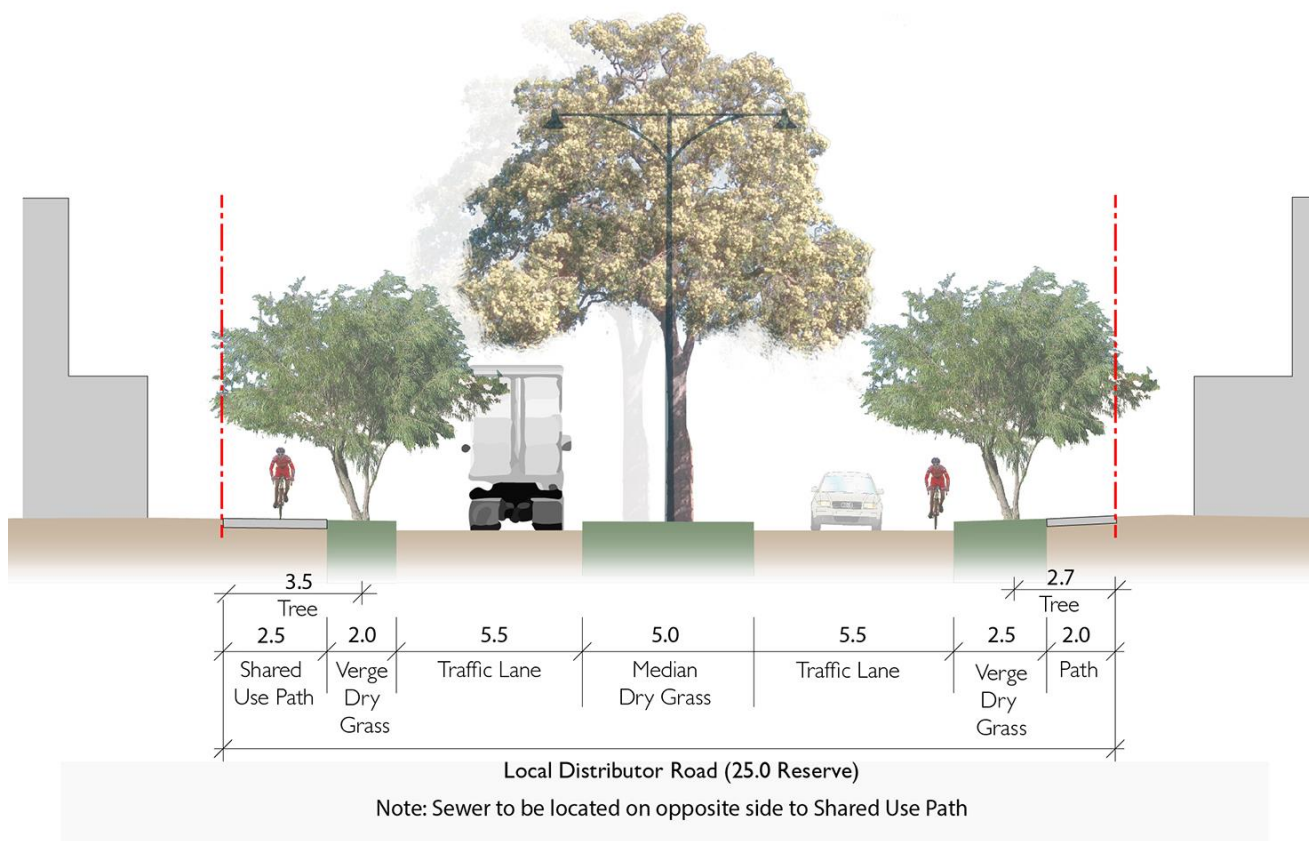 3.5
Tree
2.7
Tree
2.5
2.0
5.5
5.0
5.5
2.5
2.0
Shared
Use Path
Verge
Dry
Grass
Traffic Lane
Median
Dry Grass
Traffic Lane
Verge
Dry
Grass
Path
Local Distributor Road (25.0 Reserve)
Note: Sewer to be located on opposite side to Shared Use Path